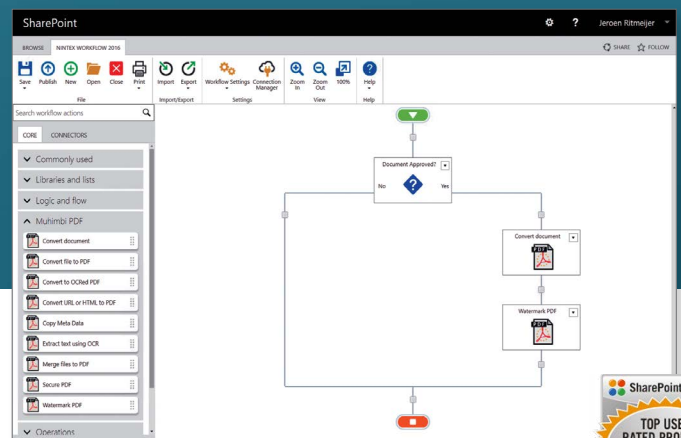 SharePoint
? Jeroen Ritmeijer
BROWSE NINTEX WORKFLOW 2016
SHARE FOLLOW
Save Publish New Open Close Print Import Export Workflow Settings Connection Manager Zoom In Zoom Out 100% Help
File Import/Export Settings View Help
Search workflow actions
CORE CONNECTORS
Commonly used
Libraries and lists
Logic and flow
Muhimbi PDF
Convert document
Convert file to PDF
Convert to OCRed PDF
Convert URL or HTML to PDF
Copy Meta Data
Extract text using OCR
Merge files to PDF
Secure PDF
Watermark PDF
Operations
Document Approved?
No ? Yes
Convert document
PDF
Watermark PDF
PDF
SharePoint
TOP USE
RATED PROD